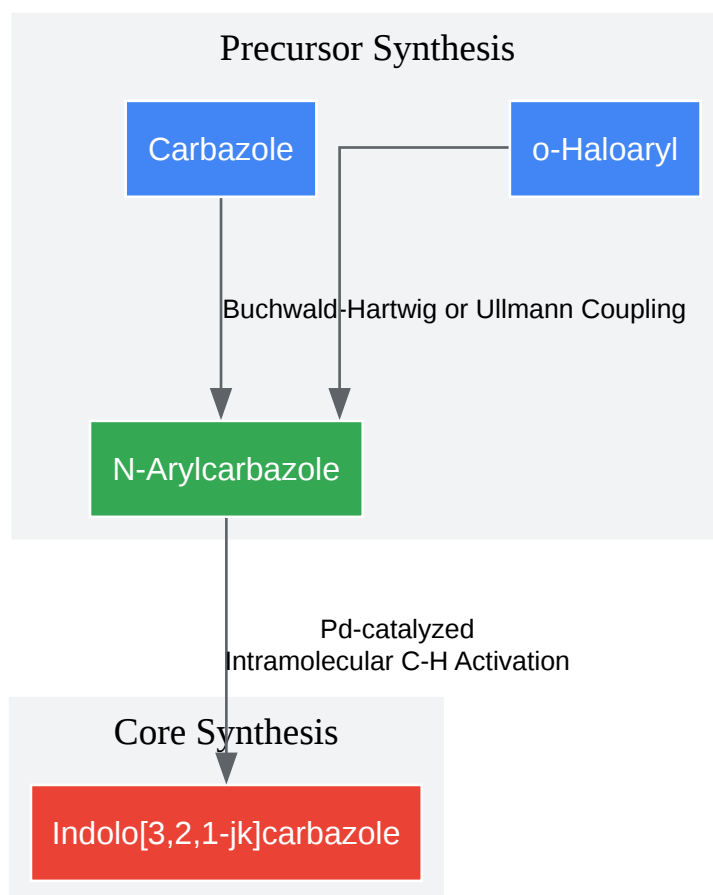 Precursor Synthesis
Carbazole
o-Haloaryl
Buchwald-Hartwig or Ullmann Coupling
N-Arylcarbazole
Pd-catalyzed
Intramolecular C-H Activation
Core Synthesis
Indolo[3,2,1-jk]carbazole